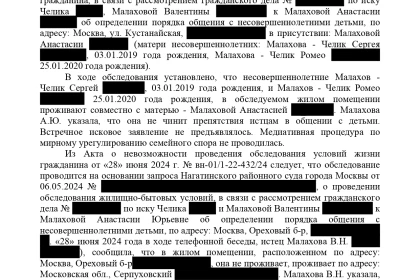 гражданина, в связи с рассмотрением гражданского дела № по иску
Челика , Малаховой Валентины к Малаховой Анастасии
об определении порядка общения с несовершеннолетними детьми, по
адресу: Москва, ул. Кустанайская, в присутствии: Малаховой
Анастасии (матери несовершеннолетних: Малахова - Челик Сергея
, 03.01.2019 года рождения, Малахова - Челик Ромео
25.01.2020 года рождения).
В ходе обследования установлено, что несовершеннолетние Малахов -
Челик Сергей , 03.01.2019 года рождения, и Малахов - Челик Ромео
25.01.2020 года рождения, в обследуемом жилом помещении
проживают совместно с матерью - Малаховой Анастасией . Малахова
А.Ю. указала, что она не чинит препятствия истцам в общении с детьми.
Встречное исковое заявление не предъявлялось. Медиативная процедура по
мирному урегулированию семейного спора не проводилась.
Из Акта о невозможности проведения обследования условий жизни
гражданина от «28» июня 2024 г. № вн-01/1-22-432/24 следует, что обследование
проводится на основании запроса Нагатинского районного суда города Москвы от
06.05.2024 № , о проведении
обследования жилищно-бытовых условий, в связи с рассмотрением гражданского
дела № по иску Челика и Малаховой Валентины к
Малаховой Анастасии Юрьевне об определении порядка общения с
несовершеннолетними детьми, по адресу: Москва, Ореховый б-р,
. «28» июня 2024 года в ходе телефонной беседы, истец Малахова В.Н.
), сообщила, что в жилом помещении, расположенном по адресу:
Москва, Ореховый б-р , она не проживает, проживает по адресу:
Московская обл., Серпуховский . Малахова В.Н. указала,